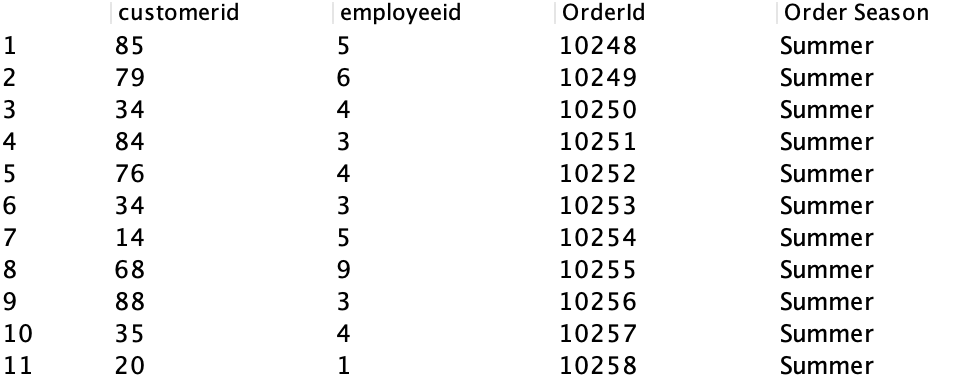 customerid employeeid OrderId Order Season
1 85 5 10248 Summer
2 79 6 10249 Summer
3 34 4 10250 Summer
4 84 3 10251 Summer
5 76 4 10252 Summer
6 34 3 10253 Summer
7 14 5 10254 Summer
8 68 9 10255 Summer
9 88 3 10256 Summer
10 35 4 10257 Summer
11 20 1 10258 Summer